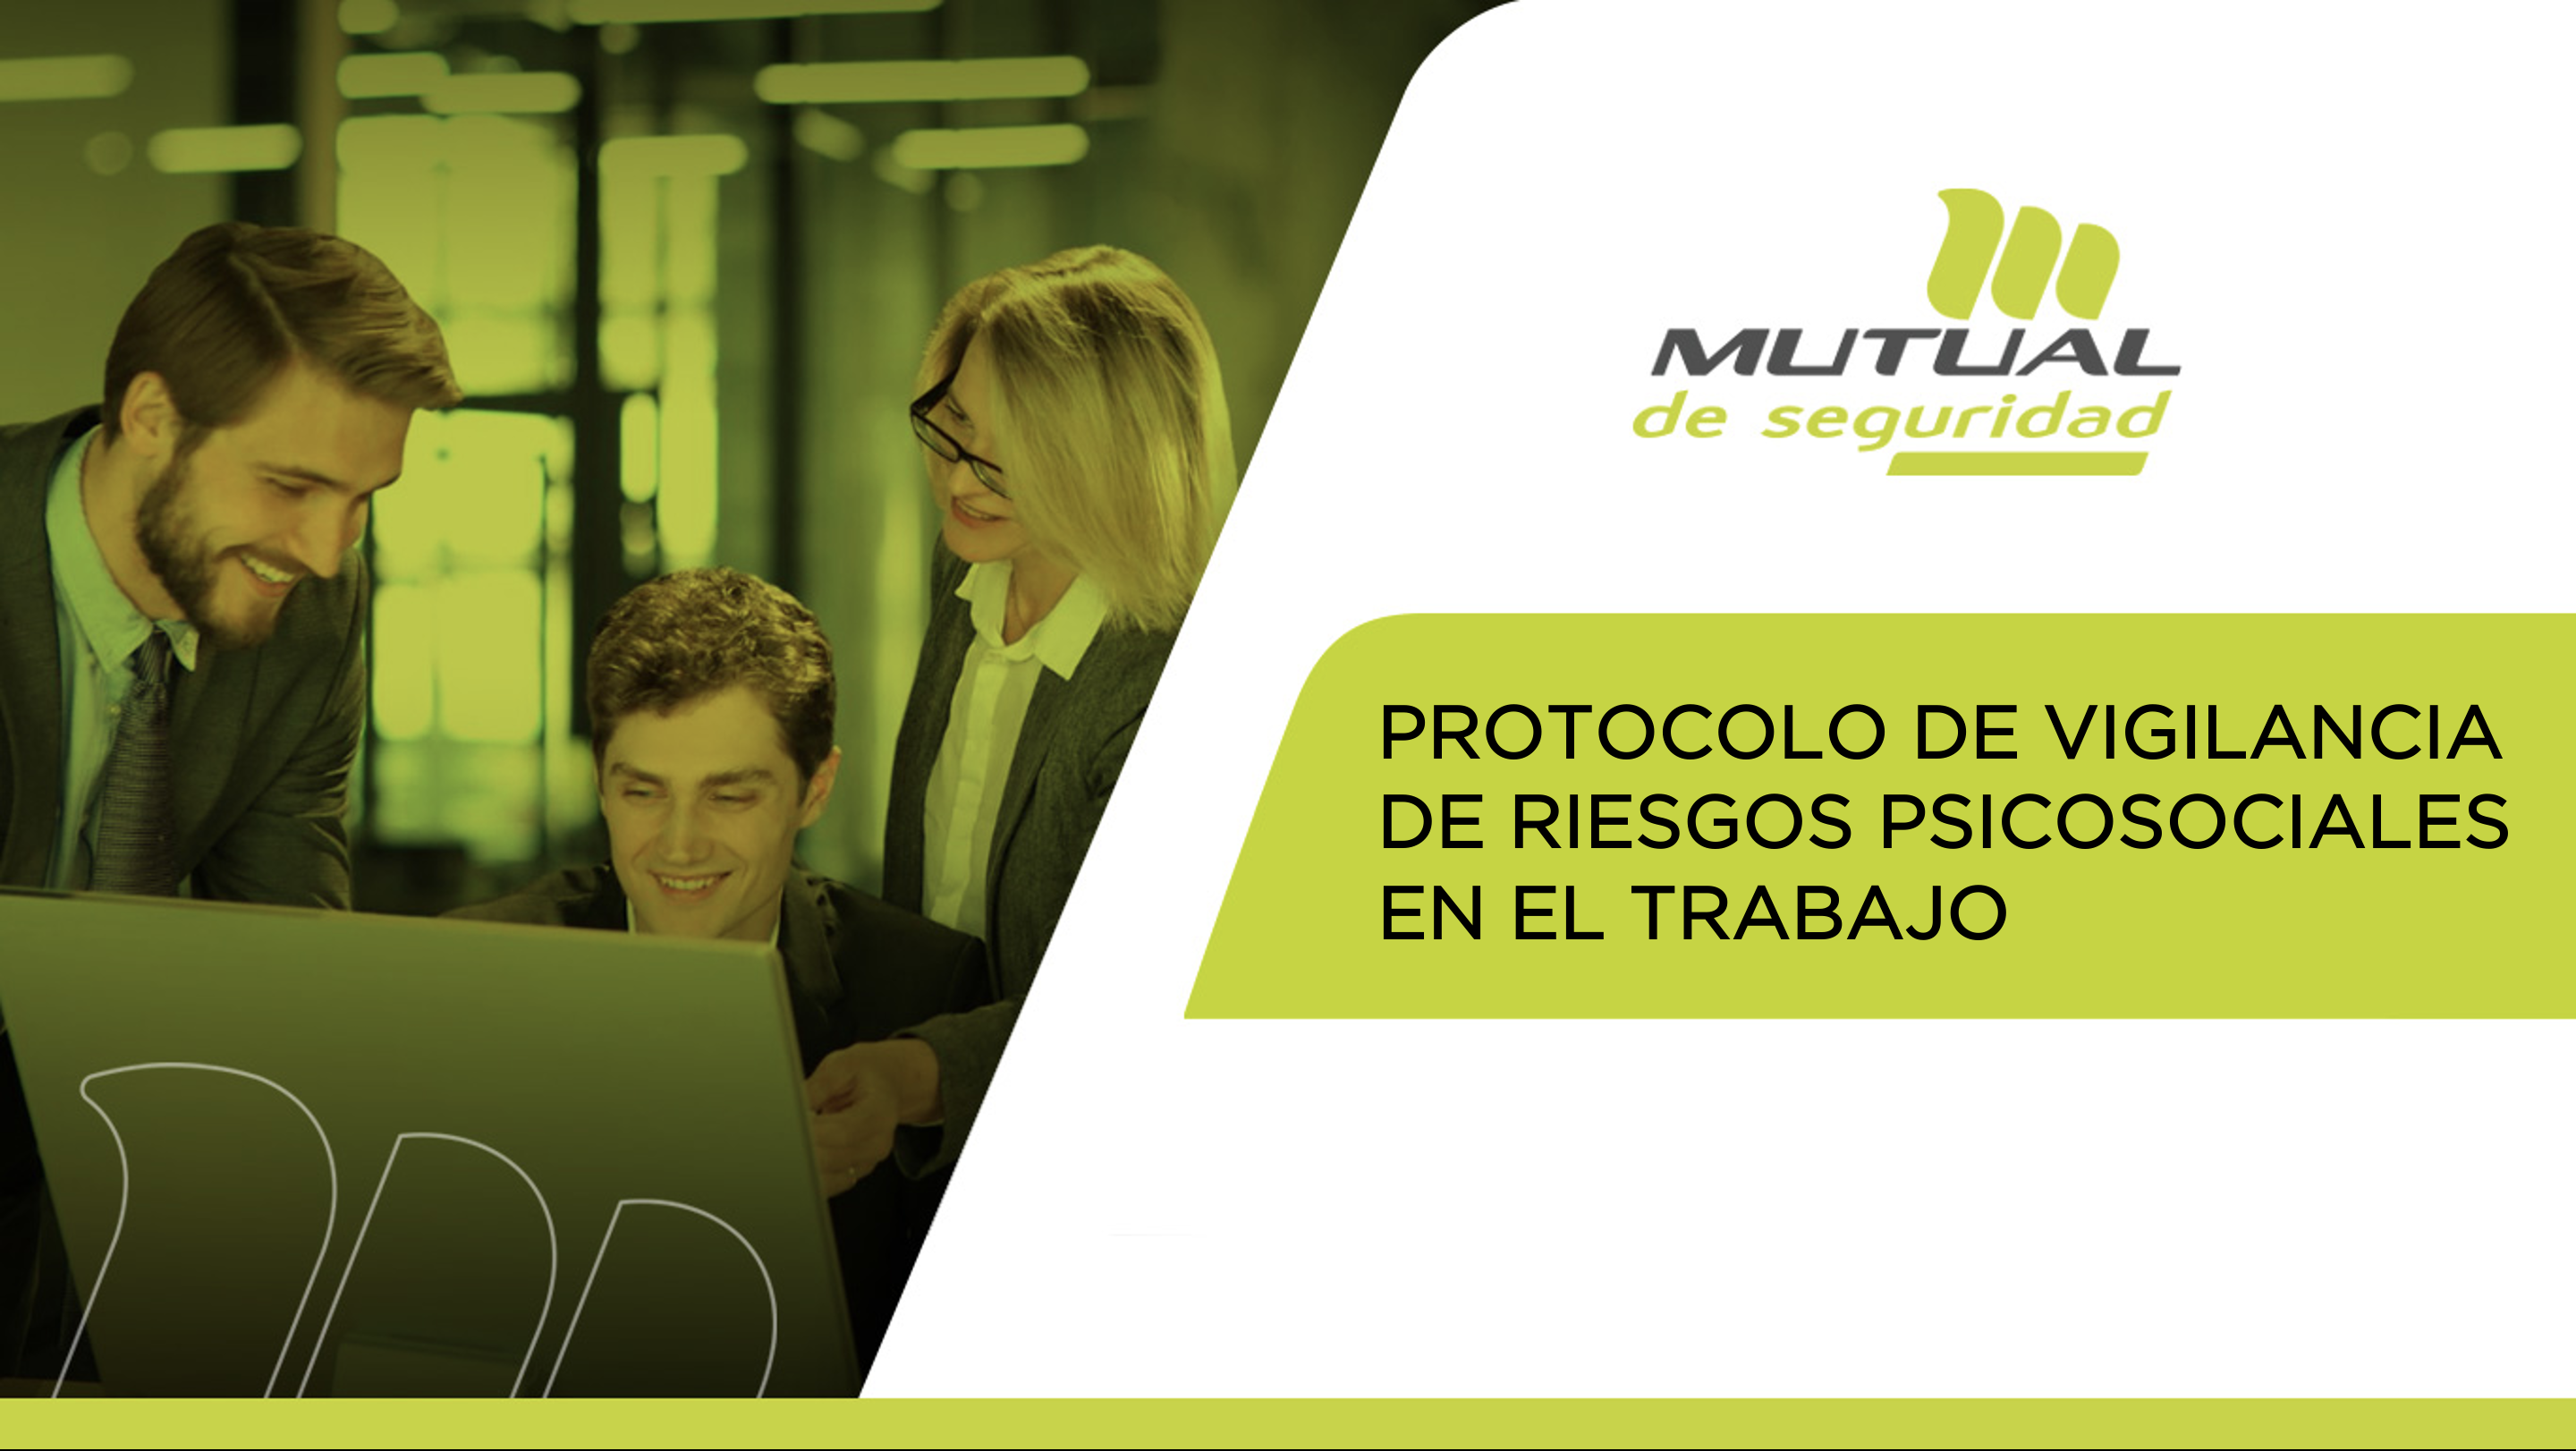 MUTUAL
de seguridad
PROTOCOLO DE VIGILANCIA
DE RIESGOS PSICOSOCIALES
EN EL TRABAJO